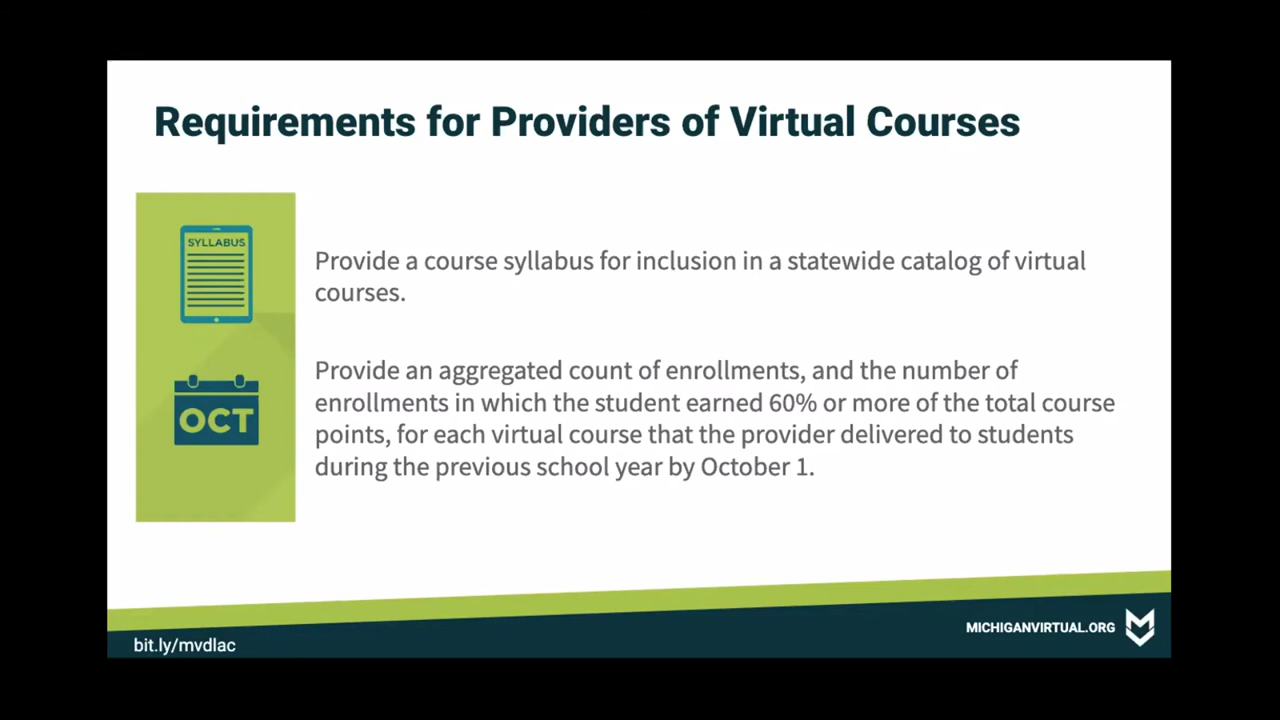 Requirements for Providers of Virtual Courses
SYLLABUS
Provide a course syllabus for inclusion in a statewide catalog of virtual
courses.
OCT
Provide an aggregated count of enrollments, and the number of
enrollments in which the student earned 60% or more of the total course
points, for each virtual course that the provider delivered to students
during the previous school year by October 1.
bit.ly/mvdlac
MICHIGANVIRTUAL.ORG